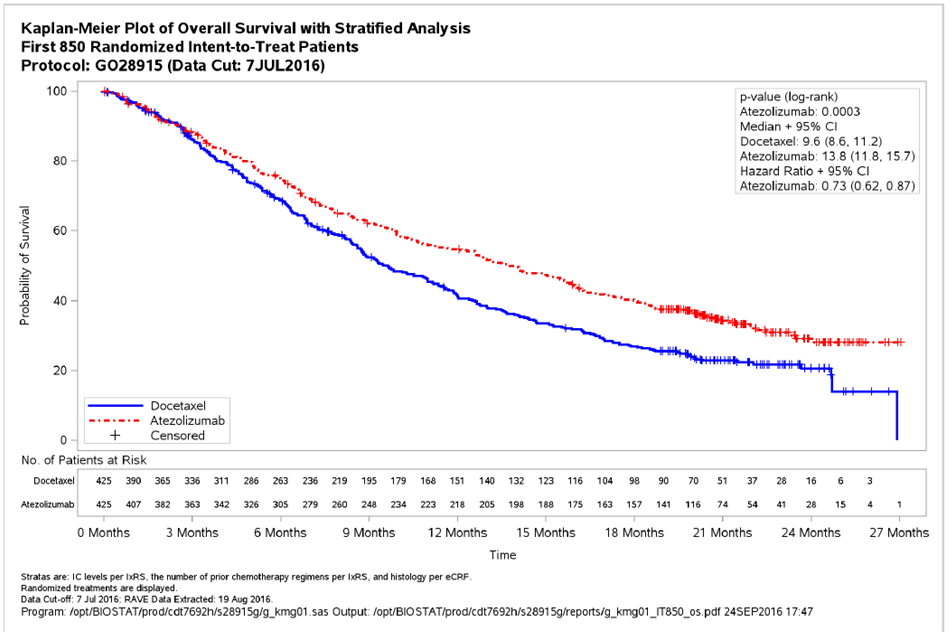 Kaplan-Meier Plot of Overall Survival with Stratified Analysis
First 850 Randomized Intent-to-Treat Patients
Protocol: GO28915 (Data Cut: 7JUL2016)
100
80
60
40
20
0
Probability of Survival
p-value (log-rank)
Atezolizumab: 0.0003
Median + 95% CI
Docetaxel: 9.6 (8.6, 11.2)
Atezolizumab: 13.8 (11.8, 15.7)
Hazard Ratio + 95% CI
Atezolizumab: 0.73 (0.62, 0.87)
Docetaxel
Atezolizumab
+ Censored
No. of Patients at Risk
Docetaxel 425 390 365 336 311 286 263 236 219 195 179 168 151 140 132 123 116 104 98 90 70 51 37 28 16 6 3
Atezolizumab 425 407 382 363 342 326 305 279 260 248 234 223 218 205 198 188 175 163 157 141 116 74 54 41 28 15 4 1
0 Months 3 Months 6 Months 9 Months 12 Months 15 Months 18 Months 21 Months 24 Months 27 Months
Time
Stratas are: IC levels per IxRS, the number of prior chemotherapy regimens per IxRS, and histology per eCRF.
Randomized treatments are displayed.
Data Cut-off: 7 Jul 2016; RAVE Data Extracted: 19 Aug 2016.
Program: /opt/BIOSTAT/prod/cdt7692h/s28915g/g_kmg01.sas Output: /opt/BIOSTAT/prod/cdt7692h/s28915g/reports/g_kmg01_IT850_os.pdf 24SEP2016 17:47